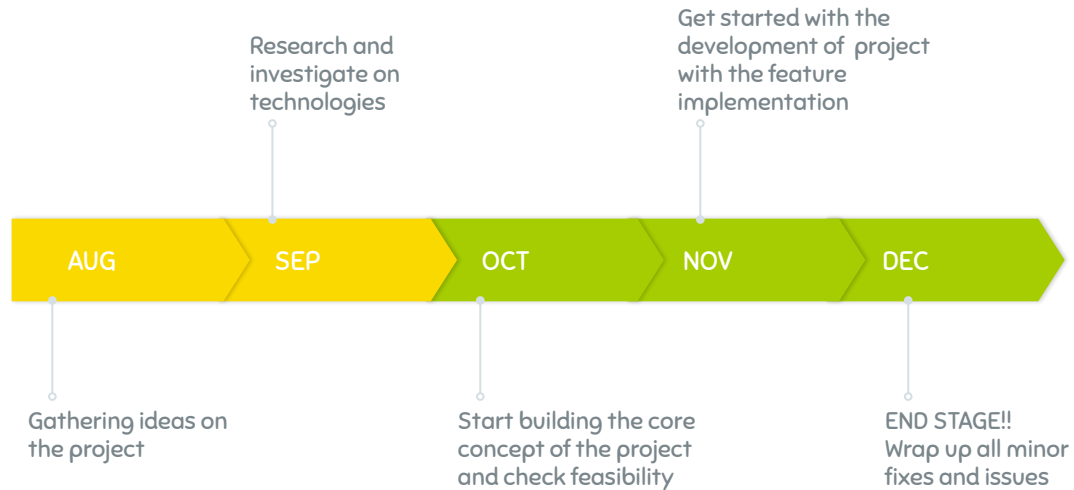 Get started with the
development of project
with the feature
implementation
Research and
investigate on
technologies
AUG
SEP
OCT
NOV
DEC
Gathering ideas on
the project
Start building the core
concept of the project
and check feasibility
END STAGE!!
Wrap up all minor
fixes and issues